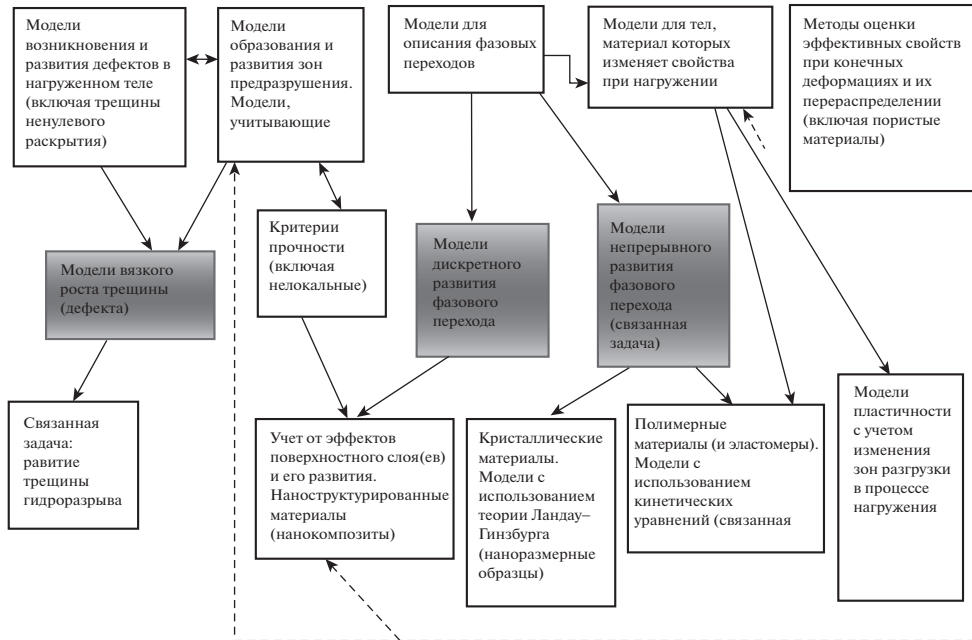 Модели
возникновения и
развития дефектов в
нагруженном теле
(включая трещины
ненулевого
раскрытия)
Модели
образования и
развития зон
предразрушения.
Модели,
учитывающие
Модели для
описания фазовых
переходов
Модели для тел,
материал которых
изменяет свойства
при нагружении
Методы оценки
эффективных свойств
при конечных
деформациях и их
перераспределении
(включая пористые
материалы)
Модели вязкого
роста трещины
(дефекта)
Критерии
прочности
(включая
нелокальные)
Модели
дискретного
развития
фазового
перехода
Модели
непрерывного
развития
фазового
перехода
(связанная
задача)
Связанная
задача:
равитие
трещины
гидроразрыва
Учет от эффектов
поверхностного слоя(ев)
и его развития.
Наноструктурированные
материалы
(нанокомпозиты)
Кристаллические
материалы.
Модели с
использованием
теории Ландау–
Гинзбурга
(наноразмерные
образцы)
Полимерные
материалы (и эластомеры).
Модели с
использованием
кинетических
уравнений (связанная
Модели
пластичности
с учетом
изменения
зон разгрузки
в процессе
нагружения